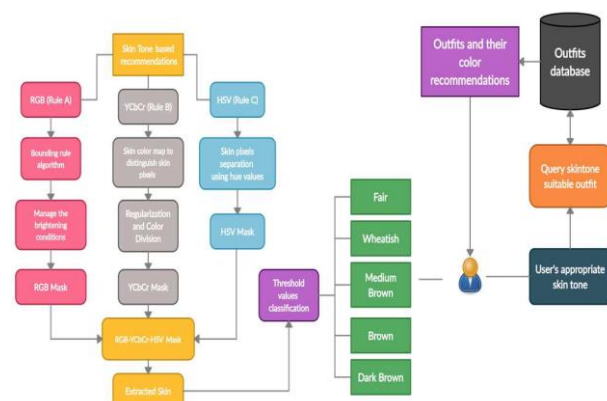 Skin Tone based
recommendations
RGB (Rule A)
YCbCr (Rule B)
HSV (Rule C)
Bounding rule
algorithm
Skin color map to
distinguish skin
pixels
Skin pixels
separation
using hue values
Manage the
brightening
conditions
Regularization
and Color
Division
HSV Mask
RGB Mask
YCbCr Mask
RGB-YCbCr-HSV Mask
Extracted Skin
Threshold
values
classification
Fair
Wheatish
Medium
Brown
Brown
Dark Brown
Outfits and their
color
recommendations
Outfits
database
Query skintone
suitable outfit
User's appropriate
skin tone